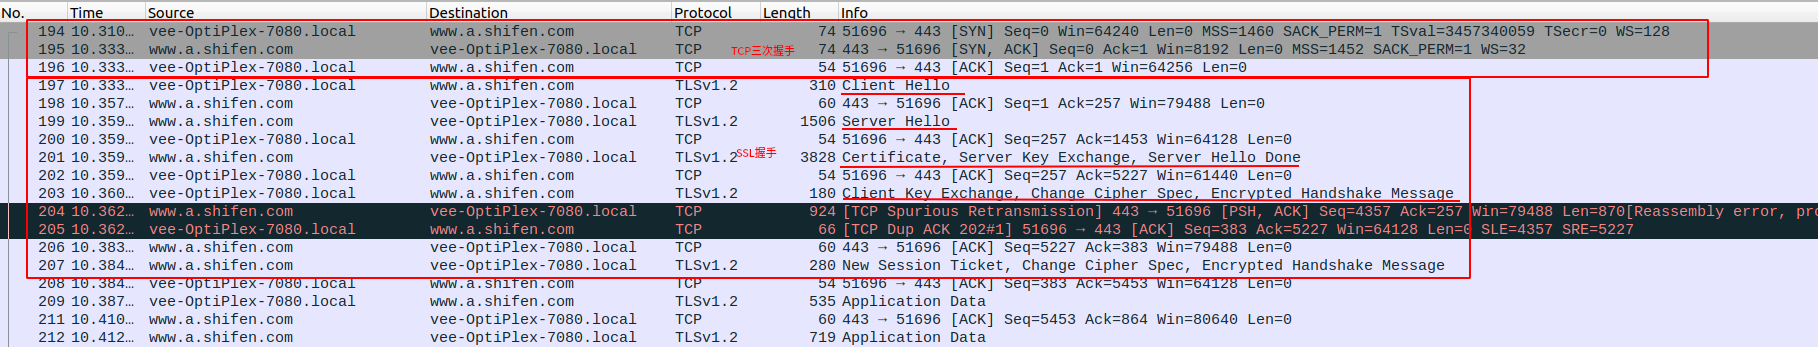 No. Time Source Destination Protocol Length Info
194 10.310… vee-OptiPlex-7080.local www.a.shifen.com TCP 74 51696 → 443 [SYN] Seq=0 Win=64240 Len=0 MSS=1460 SACK_PERM=1 TSval=3457340059 TSecr=0 WS=128
195 10.333… www.a.shifen.com vee-OptiPlex-7080.local TCP 74 443 → 51696 [SYN, ACK] Seq=0 Ack=1 Win=8192 Len=0 MSS=1452 SACK_PERM=1 WS=32
TCP三次握手
196 10.333… vee-OptiPlex-7080.local www.a.shifen.com TCP 54 51696 → 443 [ACK] Seq=1 Ack=1 Win=64256 Len=0
197 10.333… vee-OptiPlex-7080.local www.a.shifen.com TLSv1.2 310 Client Hello
198 10.357… www.a.shifen.com vee-OptiPlex-7080.local TCP 60 443 → 51696 [ACK] Seq=1 Ack=257 Win=79488 Len=0
199 10.359… www.a.shifen.com vee-OptiPlex-7080.local TLSv1.2 1506 Server Hello
200 10.359… vee-OptiPlex-7080.local www.a.shifen.com TCP 54 51696 → 443 [ACK] Seq=257 Ack=1453 Win=64128 Len=0
201 10.359… www.a.shifen.com vee-OptiPlex-7080.local TLSv1.2 3828 Certificate, Server Key Exchange, Server Hello Done
SSL握手
202 10.359… vee-OptiPlex-7080.local www.a.shifen.com TCP 54 51696 → 443 [ACK] Seq=257 Ack=5227 Win=61440 Len=0
203 10.360… vee-OptiPlex-7080.local www.a.shifen.com TLSv1.2 180 Client Key Exchange, Change Cipher Spec, Encrypted Handshake Message
204 10.362… www.a.shifen.com vee-OptiPlex-7080.local TCP 924 [TCP Spurious Retransmission] 443 → 51696 [PSH, ACK] Seq=4357 Ack=257 Win=79488 Len=870[Reassembly error, pro
205 10.362… vee-OptiPlex-7080.local www.a.shifen.com TCP 66 [TCP Dup ACK 202#1] 51696 → 443 [ACK] Seq=383 Ack=5227 Win=64128 Len=0 SLE=4357 SRE=5227
206 10.383… www.a.shifen.com vee-OptiPlex-7080.local TCP 60 443 → 51696 [ACK] Seq=5227 Ack=383 Win=79488 Len=0
207 10.384… www.a.shifen.com vee-OptiPlex-7080.local TLSv1.2 280 New Session Ticket, Change Cipher Spec, Encrypted Handshake Message
208 10.384… vee-OptiPlex-7080.local www.a.shifen.com TCP 54 51696 → 443 [ACK] Seq=383 Ack=5453 Win=64128 Len=0
209 10.387… vee-OptiPlex-7080.local www.a.shifen.com TLSv1.2 535 Application Data
211 10.410… www.a.shifen.com vee-OptiPlex-7080.local TCP 60 443 → 51696 [ACK] Seq=5453 Ack=864 Win=80640 Len=0
212 10.412… www.a.shifen.com vee-OptiPlex-7080.local TLSv1.2 719 Application Data